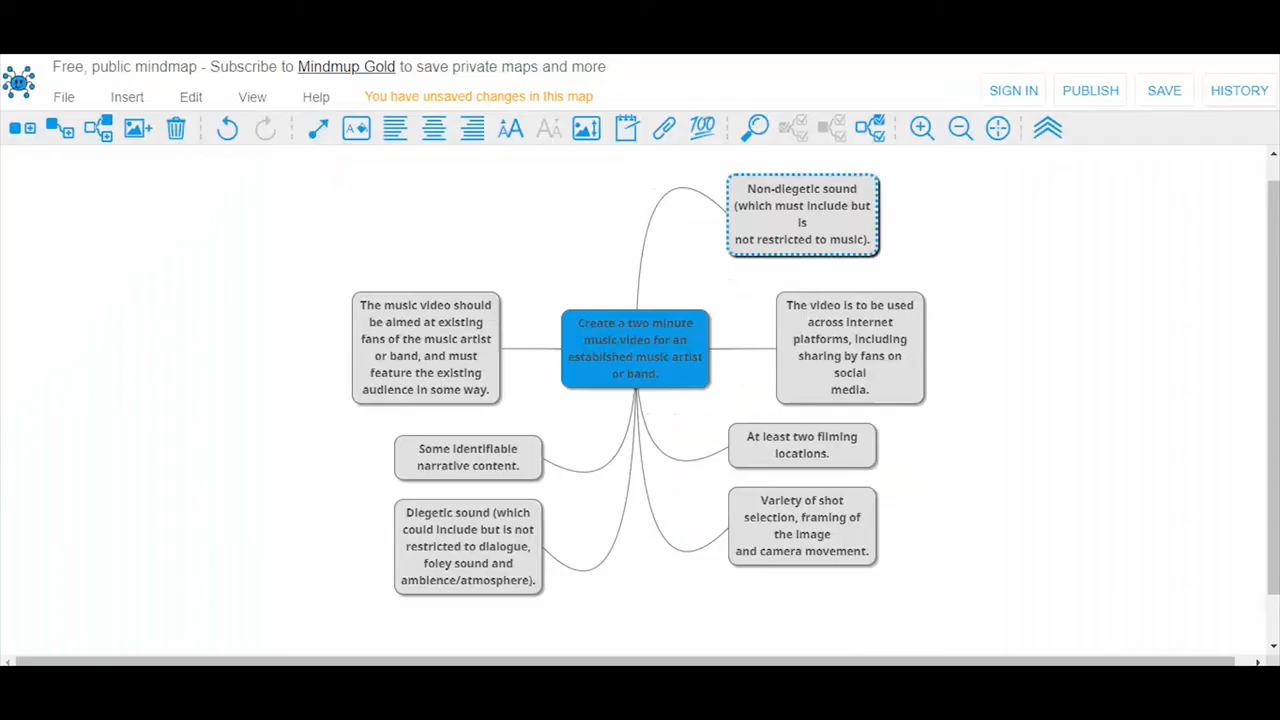 Free, public mindmap - Subscribe to Mindmup Gold to save private maps and more
File Insert Edit View Help You have unsaved changes in this map
SIGN IN PUBLISH SAVE HISTORY
100
Non-diegetic sound
(which must include but
is
not restricted to music).
The music video should
be aimed at existing
fans of the music artist
or band, and must
feature the existing
audience in some way.
Create a two minute
music video for an
established music artist
or band.
The video is to be used
across internet
platforms, including
sharing by fans on
social
media.
Some identifiable
narrative content.
At least two filming
locations.
Diegetic sound (which
could include but is not
restricted to dialogue,
foley sound and
ambience/atmosphere).
Variety of shot
selection, framing of
the image
and camera movement.